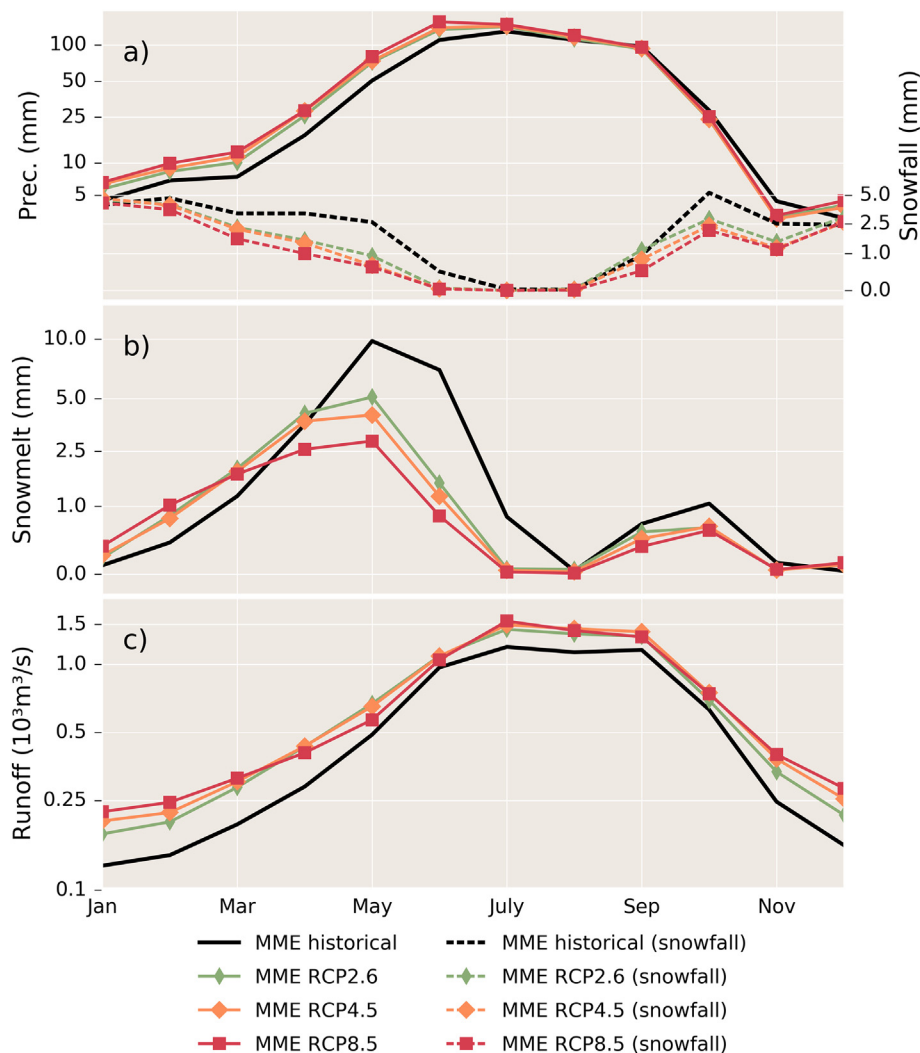 a)
Prec. (mm)
100
50
25
10
5
Snowfall (mm)
5.0
2.5
1.0
0.0
b)
Snowmelt (mm)
10.0
5.0
2.5
1.0
0.0
c)
Runoff (10³m³/s)
1.5
1.0
0.5
0.25
0.1
Jan Mar May July Sep Nov
MME historical MME historical (snowfall)
MME RCP2.6 MME RCP2.6 (snowfall)
MME RCP4.5 MME RCP4.5 (snowfall)
MME RCP8.5 MME RCP8.5 (snowfall)